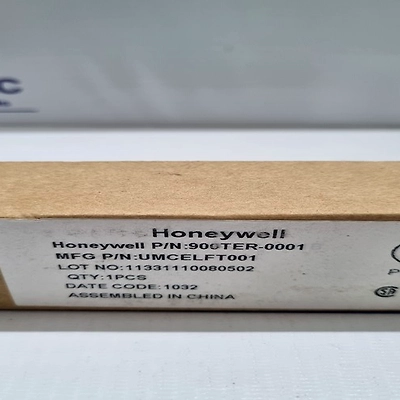 C
Honeywell
Honeywell P/N:900TER-0001
MFG P/N:UMCELFT001
LOT NO:11331110080502
QTY:1PCS
DATE CODE:1032
ASSEMBLED IN CHINA
P